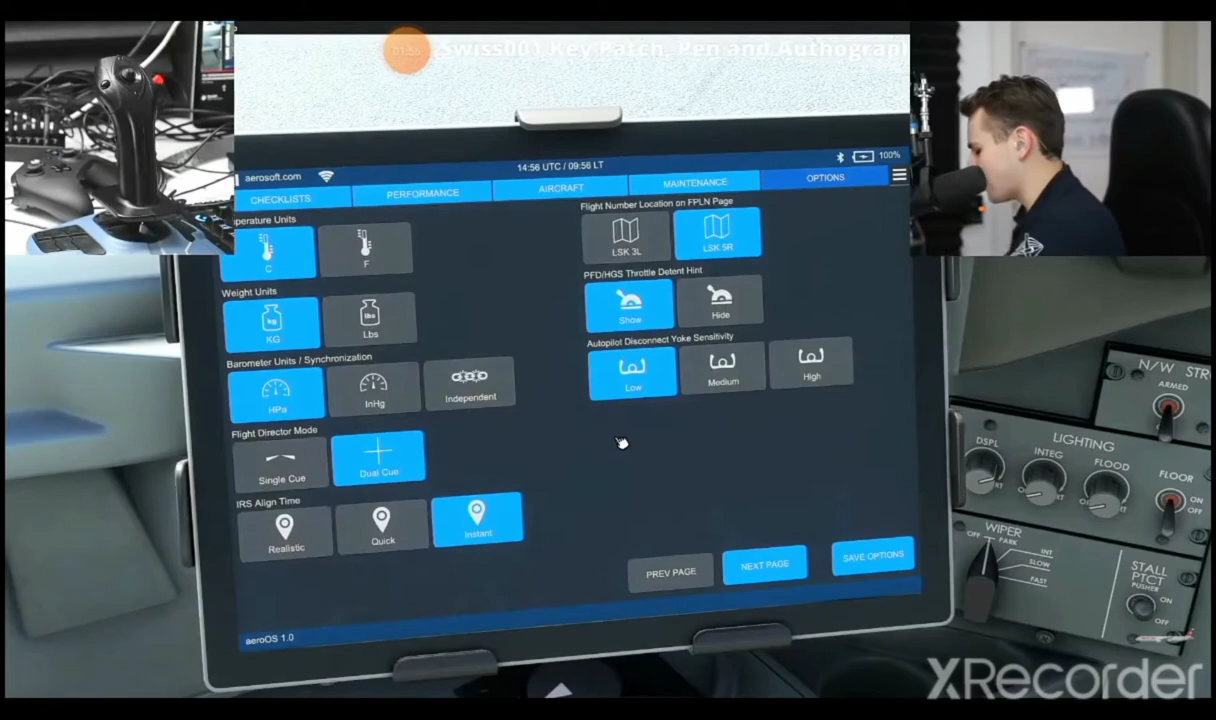 01:55
Swiss001 Key Patch, Pen and Authograp
14:56 UTC / 09:56 LT
aerosoft.com
100%
CHECKLISTS
PERFORMANCE
AIRCRAFT
MAINTENANCE
OPTIONS
perature Units
C
F
Weight Units
kg
KG
lbs
Lbs
Barometer Units / Synchronization
HPa
InHg
Independent
Flight Director Mode
Single Cue
Dual Cue
IRS Align Time
Realistic
Quick
Instant
Flight Number Location on FPLN Page
LSK 3L
LSK 5R
PFD/HGS Throttle Detent Hint
Show
Hide
Autopilot Disconnect Yoke Sensitivity
Low
Medium
High
PREV PAGE
NEXT PAGE
SAVE OPTIONS
aeroOS 1.0
N/W STR
ARMED
OFF
LIGHTING
DSPL
INTEG
FLOOD
FLOOR
ON
OFF
WIPER
OFF
PARK
INT
SLOW
FAST
STALL
PTCT
PUSHER
ON
OFF
XRecorder